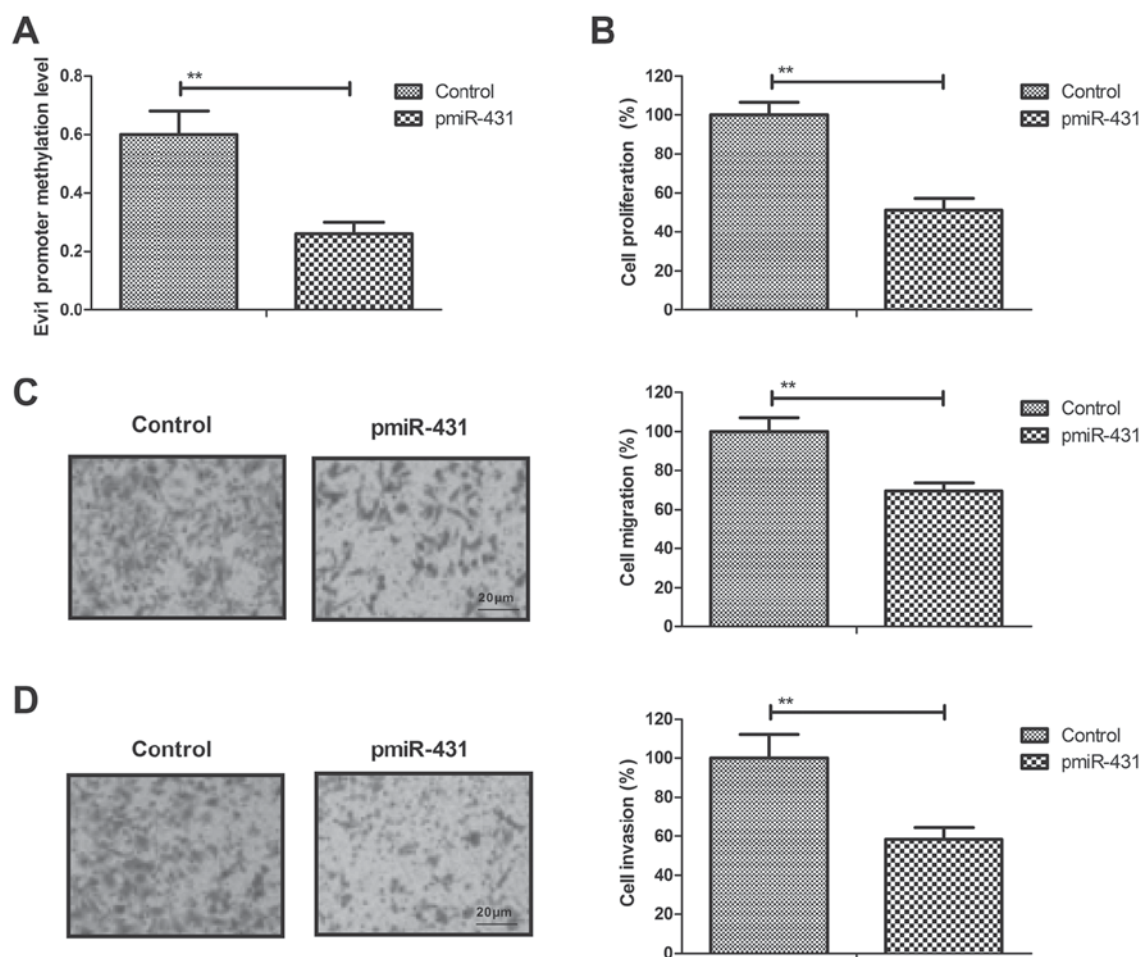 A
Evi1 promoter methylation level
0.8
0.6
0.4
0.2
0.0
**
Control
pmiR-431
B
Cell proliferation (%)
120
100
80
60
40
20
0
**
Control
pmiR-431
C
Control
pmiR-431
20µm
Cell migration (%)
120
100
80
60
40
20
0
**
Control
pmiR-431
D
Control
pmiR-431
20µm
Cell invasion (%)
120
100
80
60
40
20
0
**
Control
pmiR-431